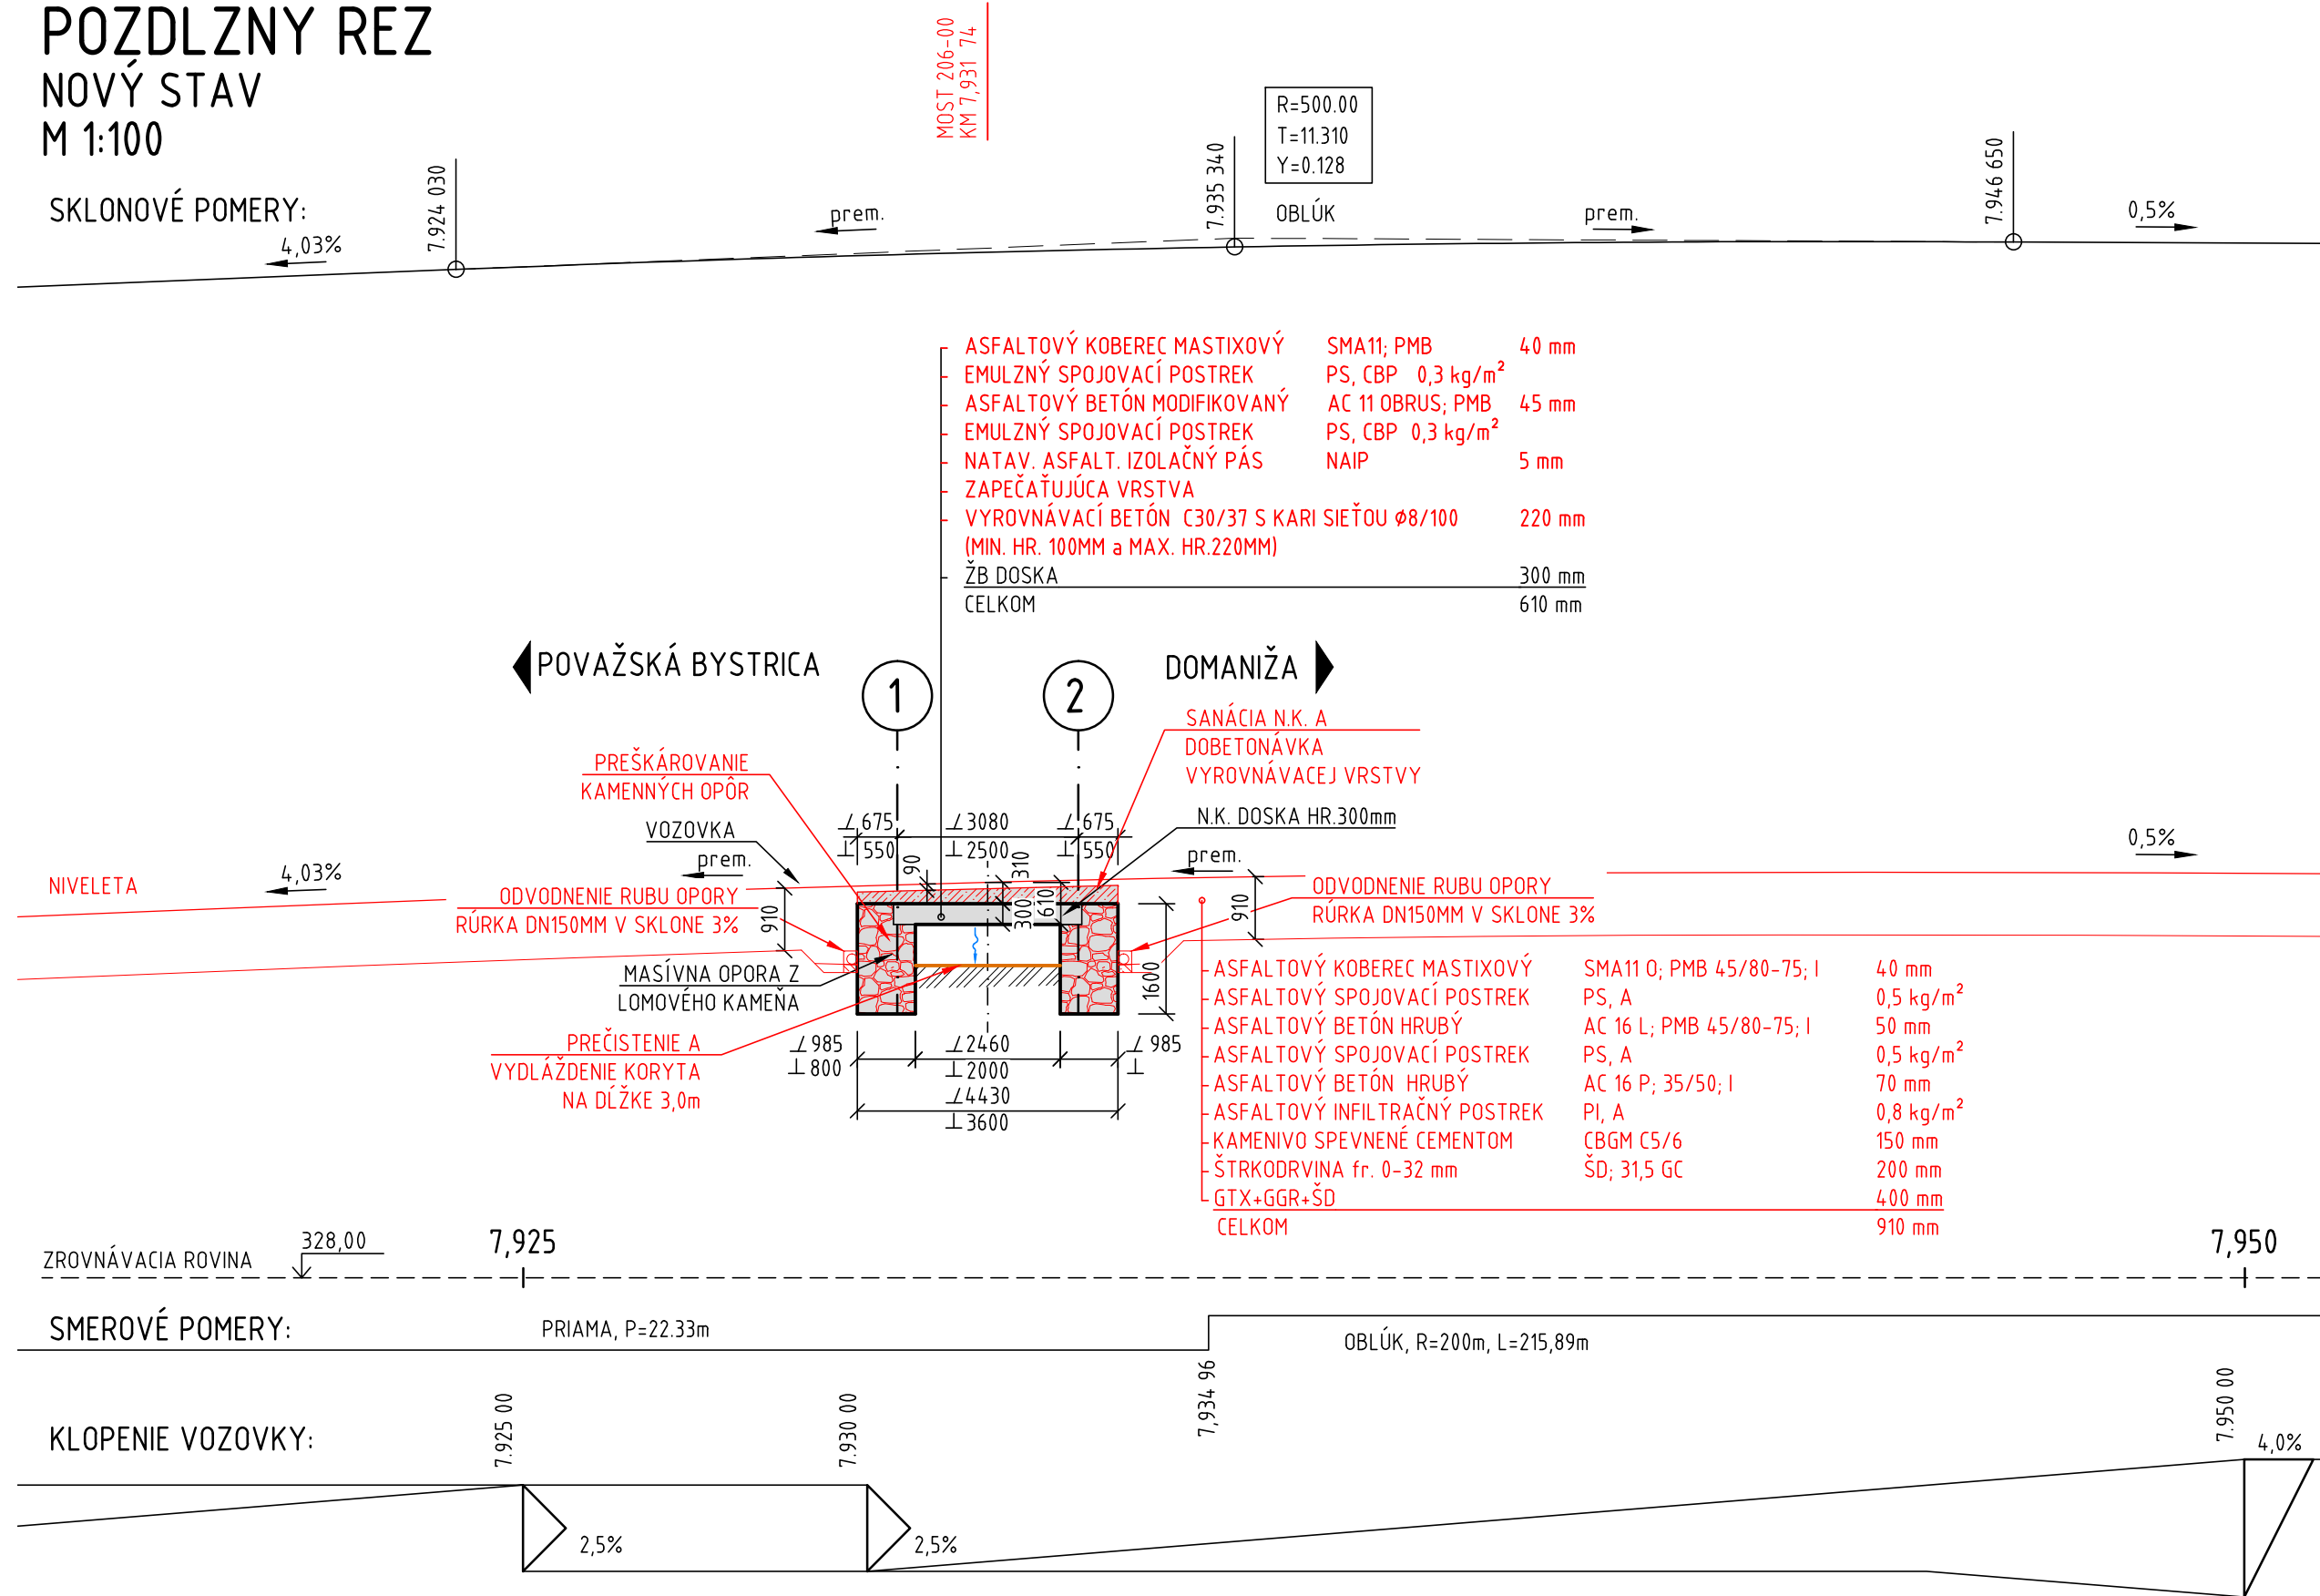 POZDLZNY REZ
NOVÝ STAV
M 1:100
MOST 206-00
KM 7,931 74
R=500.00
T=11.310
Y=0.128
SKLONOVÉ POMERY:
4,03%
7.924 030
prem.
7.935 340
OBLÚK
prem.
7.946 650
0,5%
ASFALTOVÝ KOBEREC MASTIXOVÝ SMA11; PMB 40 mm
EMULZNÝ SPOJOVACÍ POSTREK PS, CBP 0,3 kg/m²
ASFALTOVÝ BETÓN MODIFIKOVANÝ AC 11 OBRUS; PMB 45 mm
EMULZNÝ SPOJOVACÍ POSTREK PS, CBP 0,3 kg/m²
NATAV. ASFALT. IZOLAČNÝ PÁS NAIP 5 mm
ZAPEČAŤUJÚCA VRSTVA
VYROVNÁVACÍ BETÓN C30/37 S KARI SIEŤOU Ø8/100 220 mm
(MIN. HR. 100MM a MAX. HR.220MM)
ŽB DOSKA 300 mm
CELKOM 610 mm
POVAŽSKÁ BYSTRICA
1
2
DOMANIŽA
SANÁCIA N.K. A
DOBETONÁVKA
VYROVNÁVACEJ VRSTVY
PREŠKÁROVANIE
KAMENNÝCH OPÔR
N.K. DOSKA HR.300mm
VOZOVKA
∠ 675
⊥ 550
∠ 3080
⊥ 2500
∠ 675
⊥ 550
90
310
300
610
prem.
prem.
0,5%
NIVELETA
4,03%
910
910
1600
ODVODNENIE RUBU OPORY
RÚRKA DN150MM V SKLONE 3%
ODVODNENIE RUBU OPORY
RÚRKA DN150MM V SKLONE 3%
MASÍVNA OPORA Z
LOMOVÉHO KAMEŇA
PREČISTENIE A
VYDLÁŽDENIE KORYTA
NA DĹŽKE 3,0m
∠ 985
⊥ 800
∠ 2460
⊥ 2000
∠ 985
⊥
∠ 4430
⊥ 3600
ASFALTOVÝ KOBEREC MASTIXOVÝ SMA11 O; PMB 45/80-75; I 40 mm
ASFALTOVÝ SPOJOVACÍ POSTREK PS, A 0,5 kg/m²
ASFALTOVÝ BETÓN HRUBÝ AC 16 L; PMB 45/80-75; I 50 mm
ASFALTOVÝ SPOJOVACÍ POSTREK PS, A 0,5 kg/m²
ASFALTOVÝ BETÓN HRUBÝ AC 16 P; 35/50; I 70 mm
ASFALTOVÝ INFILTRAČNÝ POSTREK PI, A 0,8 kg/m²
KAMENIVO SPEVNENÉ CEMENTOM CBGM C5/6 150 mm
ŠTRKODRVINA fr. 0-32 mm ŠD; 31,5 GC 200 mm
GTX+GGR+ŠD 400 mm
CELKOM 910 mm
ZROVNÁVACIA ROVINA
328,00
7,925
7,950
SMEROVÉ POMERY:
PRIAMA, P=22.33m
OBLÚK, R=200m, L=215,89m
7,934 96
KLOPENIE VOZOVKY:
7.925 00
7.930 00
7.950 00
2,5%
2,5%
4,0%